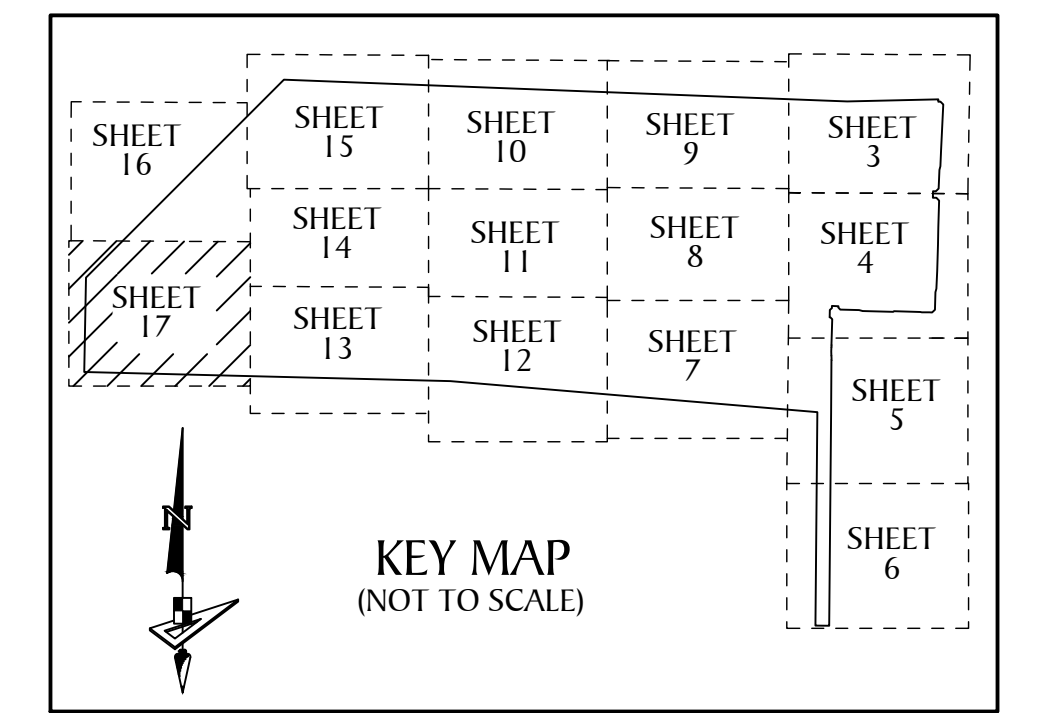 SHEET
16
SHEET
15
SHEET
10
SHEET
9
SHEET
3
SHEET
17
SHEET
14
SHEET
11
SHEET
8
SHEET
4
SHEET
13
SHEET
12
SHEET
7
SHEET
5
SHEET
6
N
KEY MAP
(NOT TO SCALE)